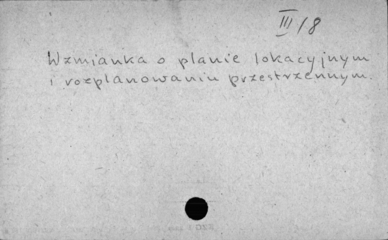 III/8
Wzmianka o planie lokacyjnym
i rozplanowaniu przestrzennym.